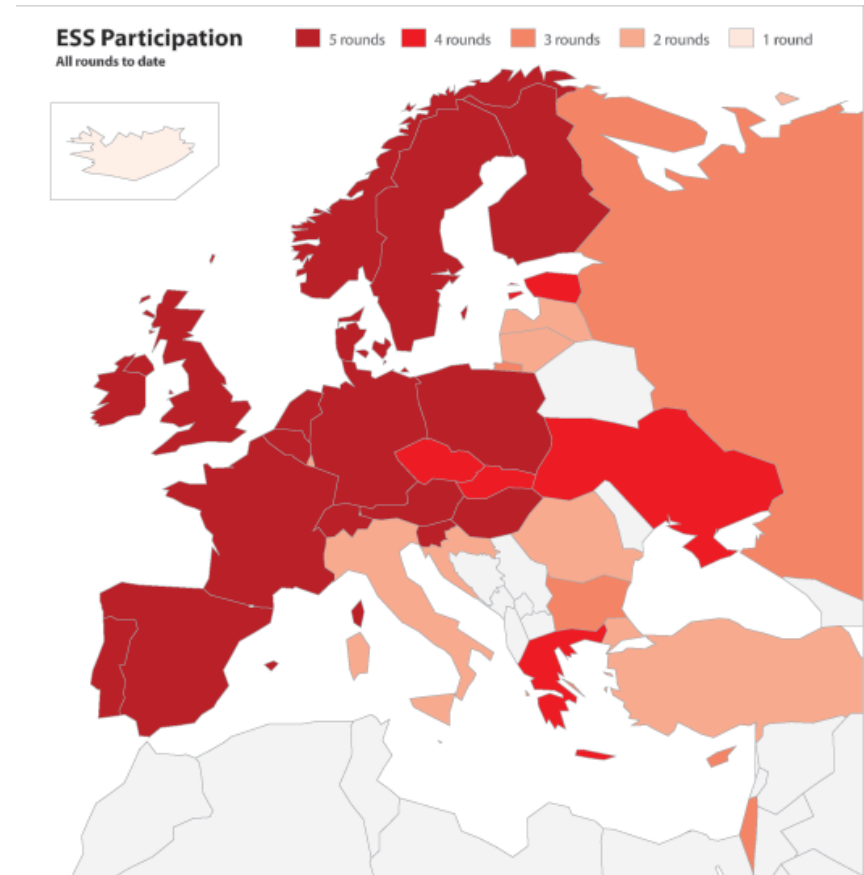 ESS Participation
All rounds to date
5 rounds
4 rounds
3 rounds
2 rounds
1 round